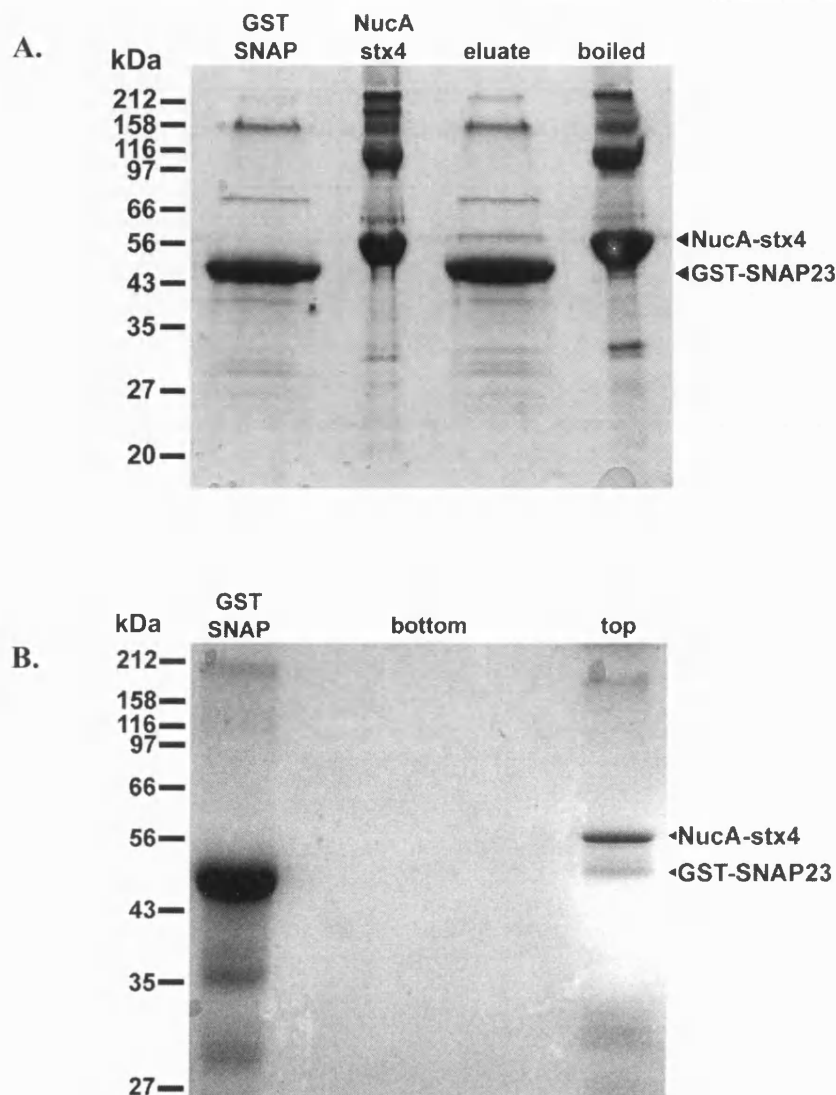 A.
kDa
GST
SNAP
NucA
stx4
eluate
boiled
212
158
116
97
66
56
43
35
27
20
NucA-stx4
GST-SNAP23
B.
kDa
GST
SNAP
bottom
top
212
158
116
97
66
56
43
35
27
NucA-stx4
GST-SNAP23